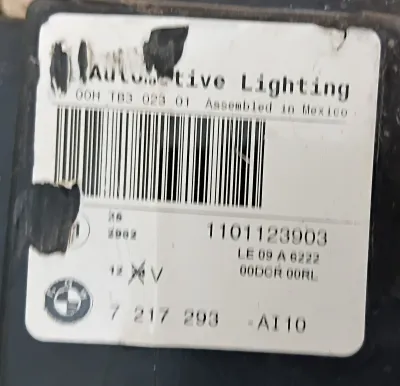 Automotive Lighting
00H TB3 023 01 Assembled in Mexico
1101123903
LE 09 A 6222
00DCR 00RL
12 V
BMW
7 217 293 -AI10